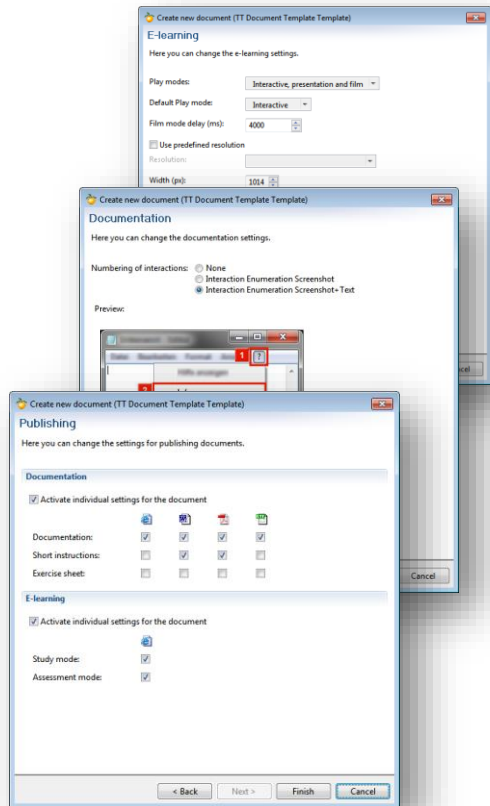 Create new document (TT Document Template Template)
E-learning
Here you can change the e-learning settings.
Play modes: Interactive, presentation and film
Default Play mode: Interactive
Film mode delay (ms): 4000
Use predefined resolution
Resolution:
Width (px): 1014
Create new document (TT Document Template Template)
Documentation
Here you can change the documentation settings.
Numbering of interactions: None
Interaction Enumeration Screenshot
Interaction Enumeration Screenshot+Text
Preview:
1 ?
Hilfe anzeigen
2
Cancel
Create new document (TT Document Template Template)
Publishing
Here you can change the settings for publishing documents.
Documentation
Activate individual settings for the document
Documentation:
Short instructions:
Exercise sheet:
E-learning
Activate individual settings for the document
Study mode:
Assessment mode:
< Back Next > Finish Cancel